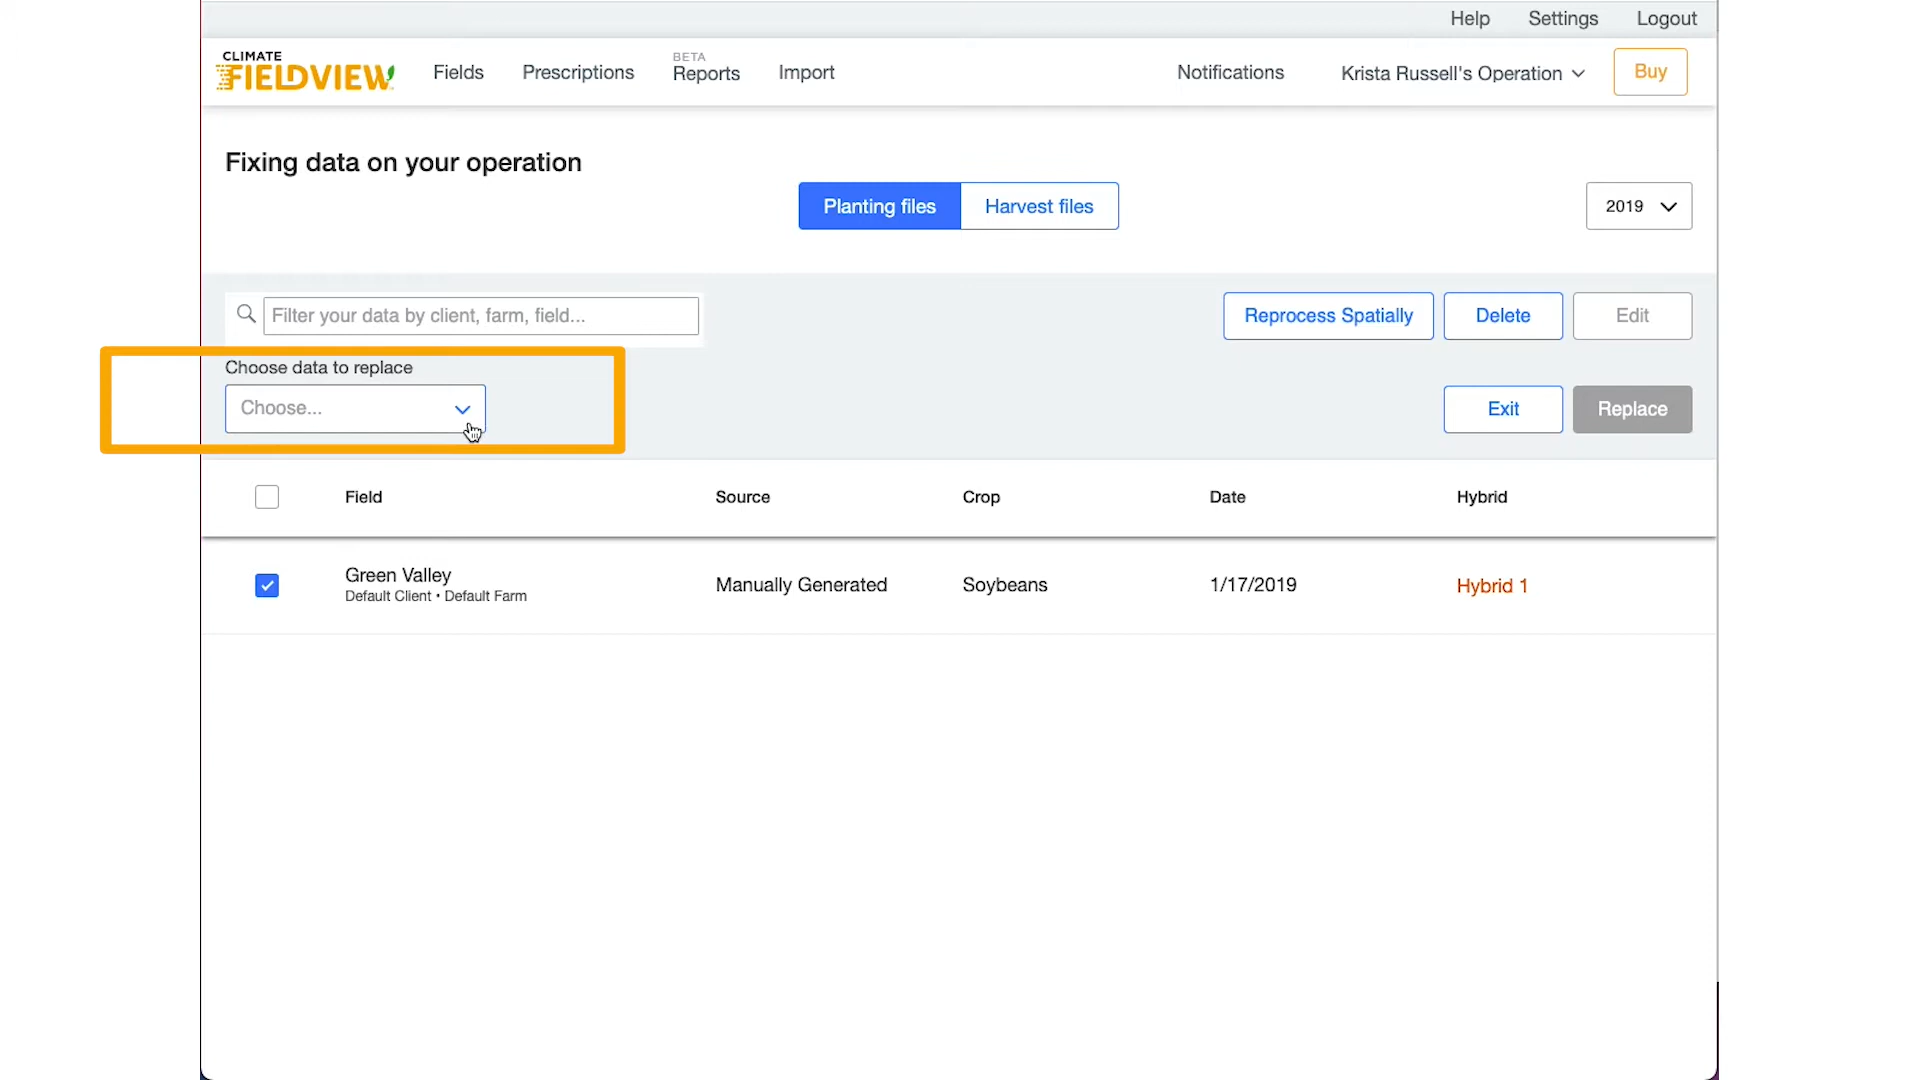 Help Settings Logout
CLIMATE
FIELDVIEW
Fields Prescriptions BETA Reports Import Notifications Krista Russell's Operation Buy
Fixing data on your operation
Planting files Harvest files 2019
Filter your data by client, farm, field... Reprocess Spatially Delete Edit
Choose data to replace
Choose... Exit Replace
Field Source Crop Date Hybrid
Green Valley Manually Generated Soybeans 1/17/2019 Hybrid 1
Default Client • Default Farm